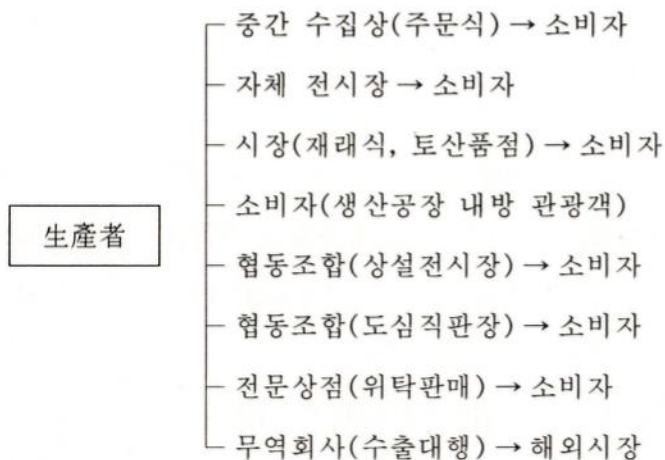 중간 수집상(주문식) → 소비자
자체 전시장 → 소비자
시장(재래식, 토산품점) → 소비자
소비자(생산공장 내방 관광객)
生產者
협동조합(상설전시장) → 소비자
협동조합(도심직판장) → 소비자
전문상점(위탁판매) → 소비자
무역회사(수출대행) → 해외시장